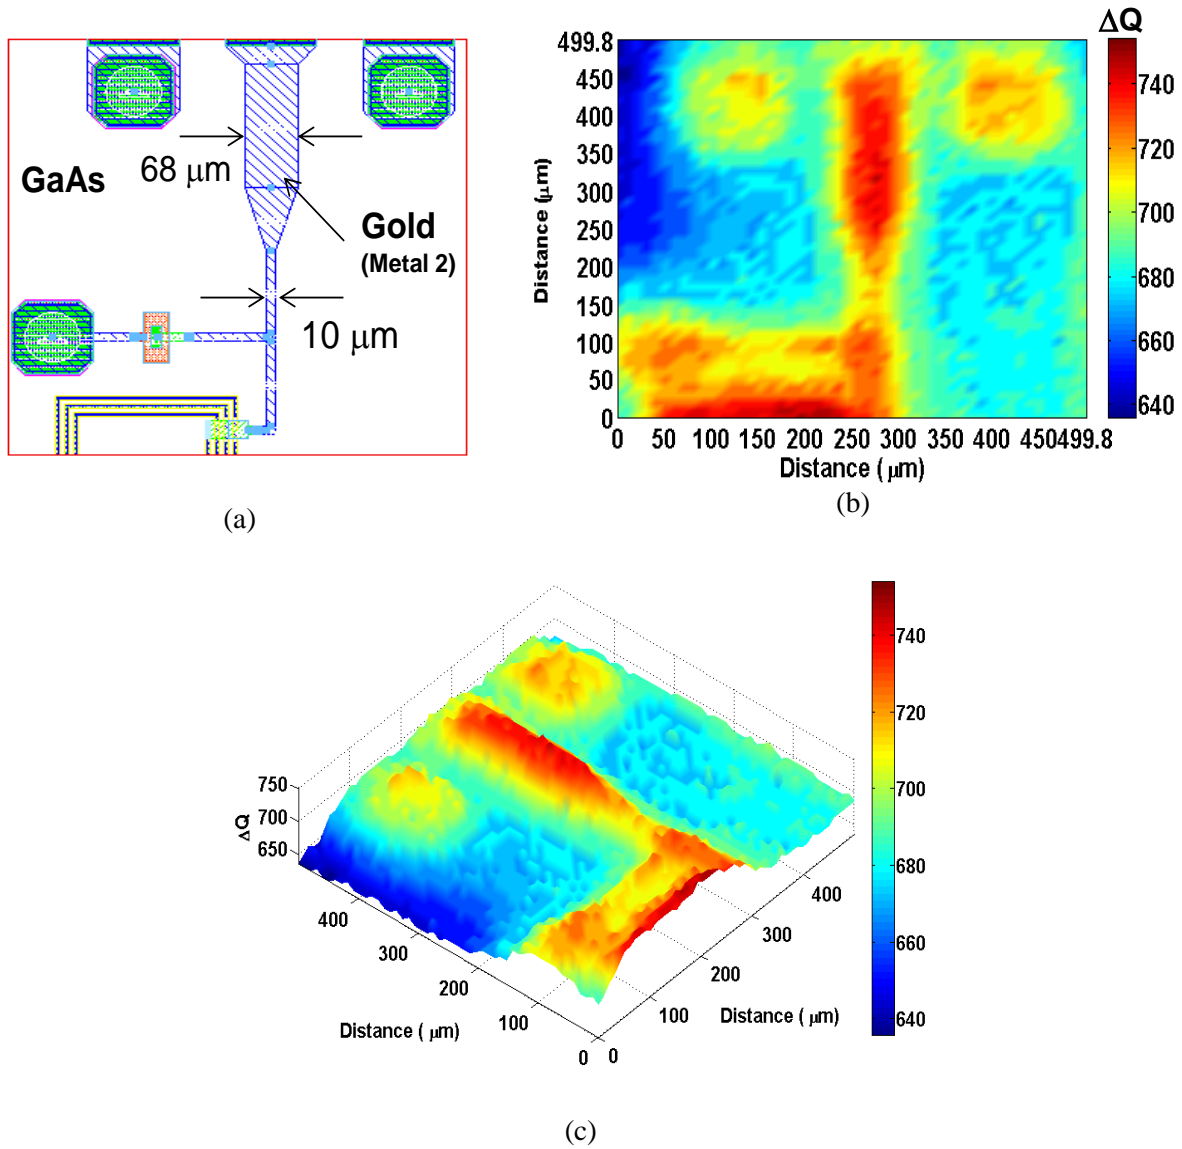 GaAs
68 μm
Gold
(Metal 2)
10 μm
(a)
ΔQ
499.8
450
400
350
300
250
200
150
100
50
0
Distance (μm)
0 50 100 150 200 250 300 350 400 450499.8
Distance ( μm)
740
720
700
680
660
640
(b)
750
700
650
ΔQ
400
300
200
100
0
Distance ( μm)
0
100
200
300
400
Distance ( μm)
740
720
700
680
660
640
(c)